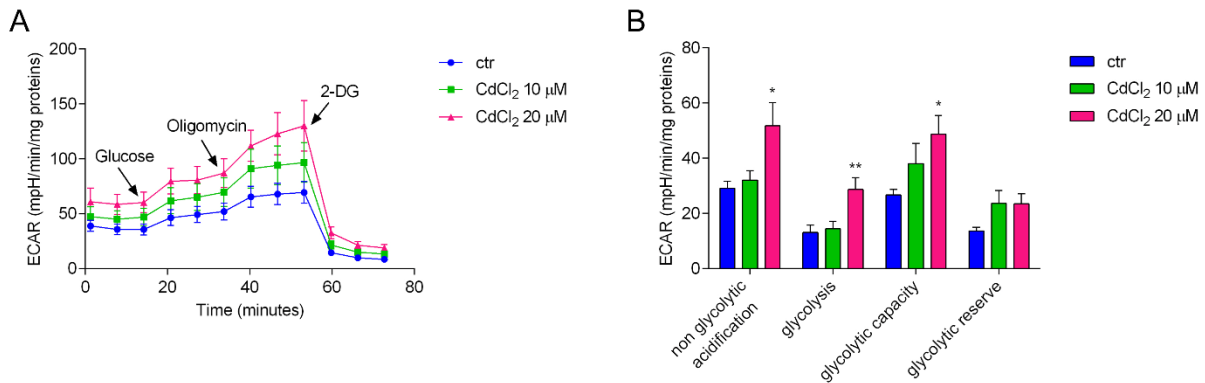 A
ECAR (mpH/min/mg proteins)
200
150
100
50
0
0
20
40
60
80
Time (minutes)
Glucose
Oligomycin
2-DG
ctr
CdCl₂ 10 μM
CdCl₂ 20 μM
B
ECAR (mpH/min/mg proteins)
80
60
40
20
0
*
**
*
non glycolytic
acidification
glycolysis
glycolytic capacity
glycolytic reserve
ctr
CdCl₂ 10 μM
CdCl₂ 20 μM